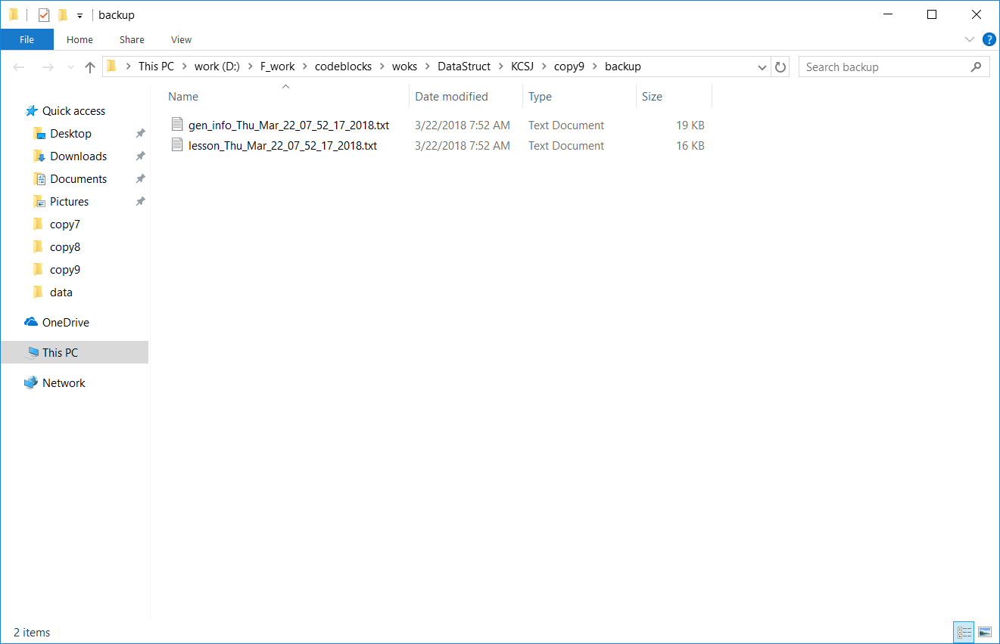 backup
File Home Share View
This PC work (D:) F_work codeblocks woks DataStruct KCSJ copy9 backup
Search backup
Name Date modified Type Size
gen_info_Thu_Mar_22_07_52_17_2018.txt 3/22/2018 7:52 AM Text Document 19 KB
lesson_Thu_Mar_22_07_52_17_2018.txt 3/22/2018 7:52 AM Text Document 16 KB
Quick access
Desktop
Downloads
Documents
Pictures
copy7
copy8
copy9
data
OneDrive
This PC
Network
2 items